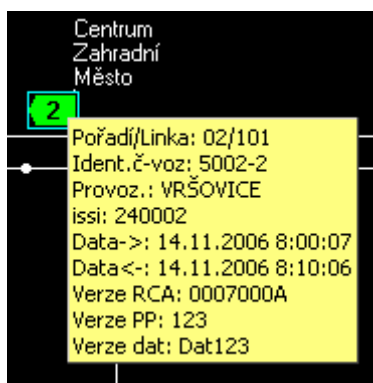 Centrum
Zahradní
Město
2
Pořadí/Linka: 02/101
Ident.č-voz: 5002-2
Provoz.: VRŠOVICE
issi: 240002
Data->: 14.11.2006 8:00:07
Data<-: 14.11.2006 8:10:06
Verze RCA: 0007000A
Verze PP: 123
Verze dat: Dat123